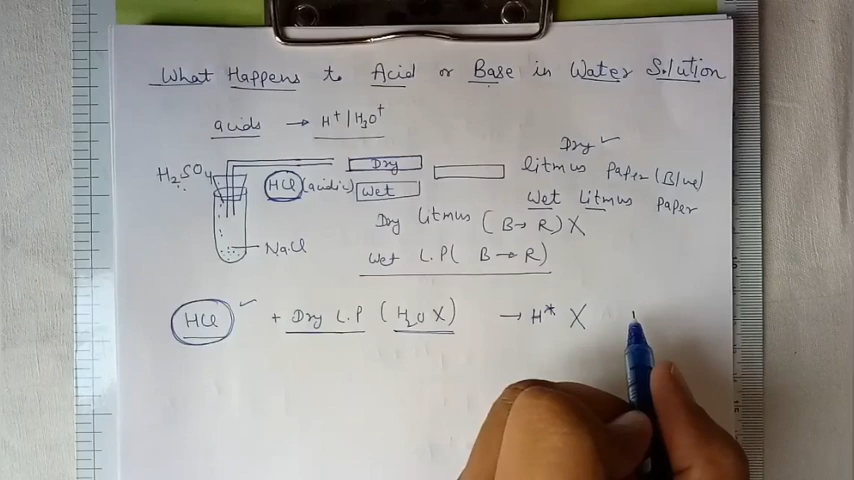 What Happens to Acid or Base in Water Solution
acids → H⁺/H₃O⁺
Dry ✓
H₂SO₄
HCl (acidic)
Dry
Wet
litmus Paper (Blue)
Wet Litmus Paper
Dry litmus (B→R) X
NaCl
Wet L.P( B→R)
HCl ✓ + Dry L.P (H₂O X) → H* X